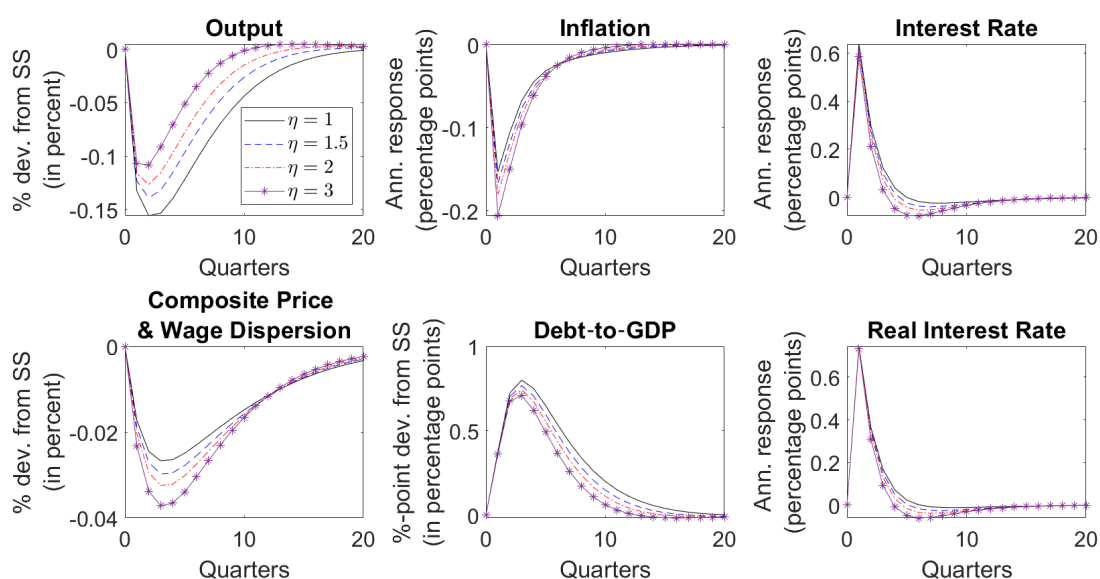 Output
% dev. from SS
(in percent)
0
-0.05
-0.1
-0.15
η = 1
η = 1.5
η = 2
η = 3
0
10
20
Quarters
Inflation
Ann. response
(percentage points)
0
-0.1
-0.2
0
10
20
Quarters
Interest Rate
Ann. response
(percentage points)
0.6
0.4
0.2
0
0
10
20
Quarters
Composite Price
& Wage Dispersion
% dev. from SS
(in percent)
0
-0.02
-0.04
0
10
20
Quarters
Debt-to-GDP
%-point dev. from SS
(in percentage points)
1
0.5
0
0
10
20
Quarters
Real Interest Rate
Ann. response
(percentage points)
0.6
0.4
0.2
0
0
10
20
Quarters